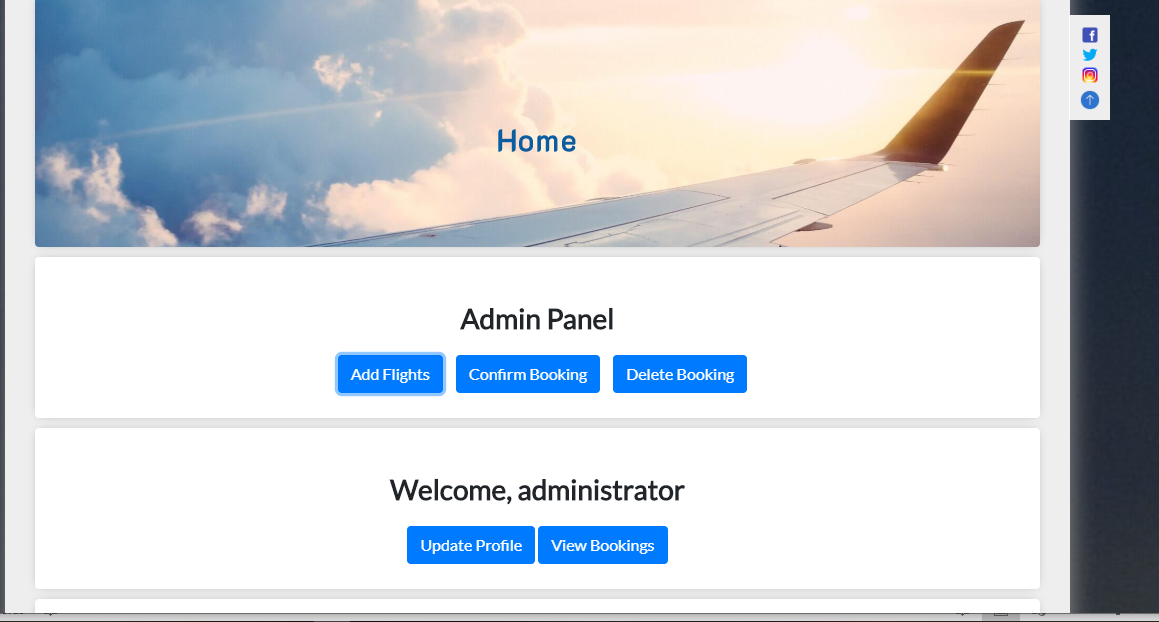 Home
Admin Panel
Add Flights Confirm Booking Delete Booking
Welcome, administrator
Update Profile View Bookings